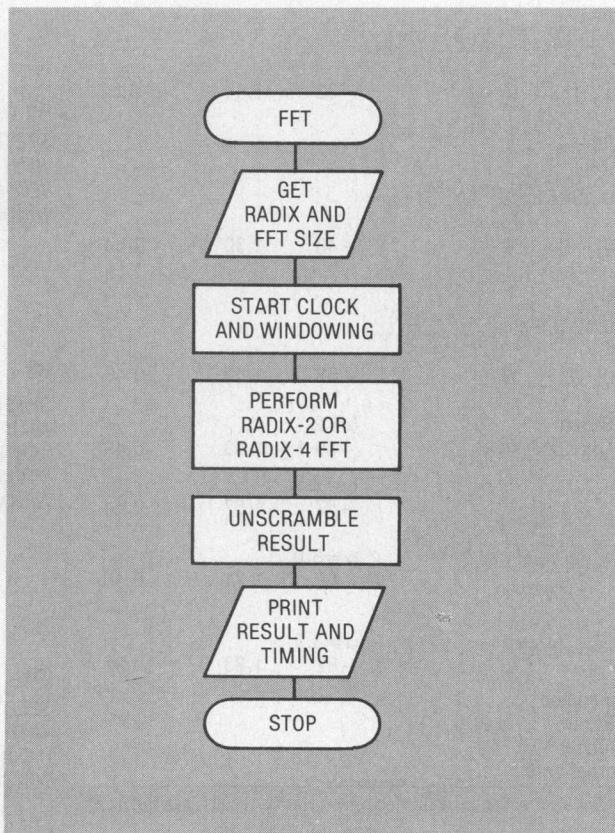 FFT
GET
RADIX AND
FFT SIZE
START CLOCK
AND WINDOWING
PERFORM
RADIX-2 OR
RADIX-4 FFT
UNSCRAMBLE
RESULT
PRINT
RESULT AND
TIMING
STOP